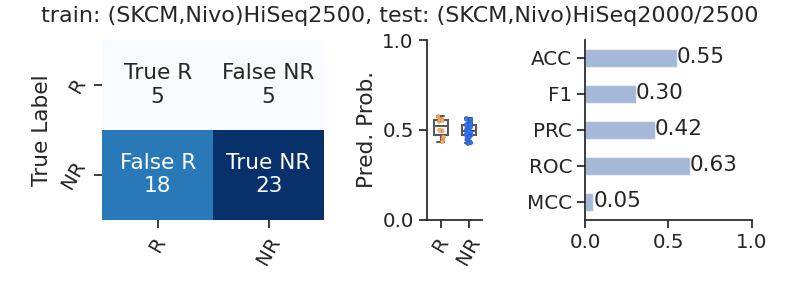 train: (SKCM,Nivo)HiSeq2500, test: (SKCM,Nivo)HiSeq2000/2500
True Label
R
NR
True R
5
False NR
5
False R
18
True NR
23
R
NR
Pred. Prob.
1.0
0.5
0.0
R
NR
ACC
0.55
F1
0.30
PRC
0.42
ROC
0.63
MCC
0.05
0.0
0.5
1.0